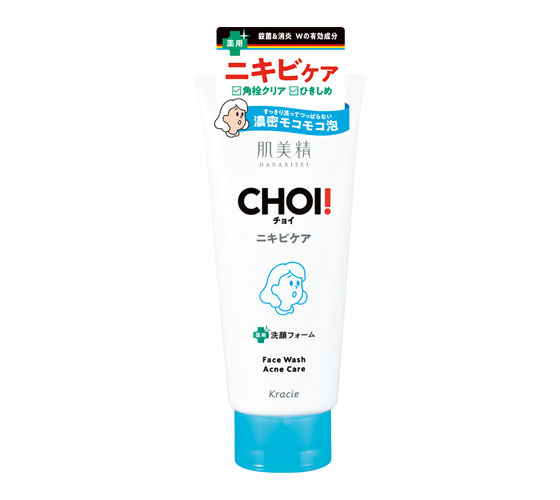 殺菌&消炎 Wの有効成分
薬用
ニキビケア
角栓クリア ひきしめ
すっきり洗ってつっぱらない
濃密モコモコ泡
肌美精
HADABISEI
CHOI!
チョイ
ニキビケア
薬用 洗顔フォーム
Face Wash
Acne Care
Kracie